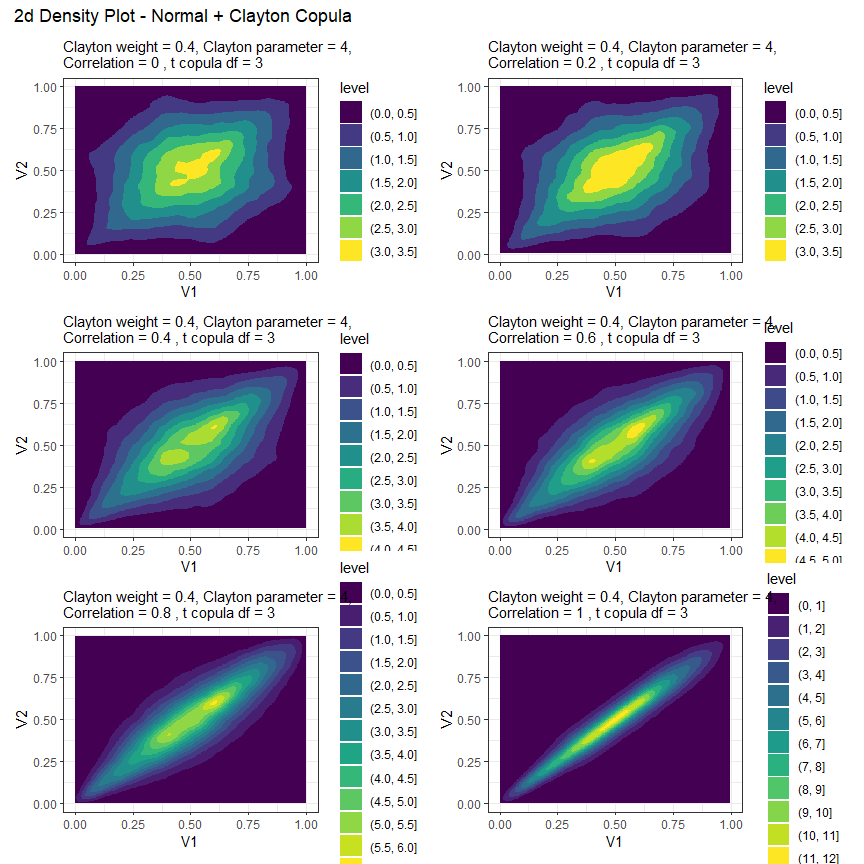 2d Density Plot - Normal + Clayton Copula
Clayton weight = 0.4, Clayton parameter = 4,
Correlation = 0 , t copula df = 3
1.00
0.75
0.50
0.25
0.00
V2
0.00 0.25 0.50 0.75 1.00
V1
level
(0.0, 0.5]
(0.5, 1.0]
(1.0, 1.5]
(1.5, 2.0]
(2.0, 2.5]
(2.5, 3.0]
(3.0, 3.5]
Clayton weight = 0.4, Clayton parameter = 4,
Correlation = 0.2 , t copula df = 3
1.00
0.75
0.50
0.25
0.00
V2
0.00 0.25 0.50 0.75 1.00
V1
level
(0.0, 0.5]
(0.5, 1.0]
(1.0, 1.5]
(1.5, 2.0]
(2.0, 2.5]
(2.5, 3.0]
(3.0, 3.5]
Clayton weight = 0.4, Clayton parameter = 4,
Correlation = 0.4 , t copula df = 3
1.00
0.75
0.50
0.25
0.00
V2
0.00 0.25 0.50 0.75 1.00
V1
level
(0.0, 0.5]
(0.5, 1.0]
(1.0, 1.5]
(1.5, 2.0]
(2.0, 2.5]
(2.5, 3.0]
(3.0, 3.5]
(3.5, 4.0]
(4.0, 4.5]
Clayton weight = 0.4, Clayton parameter = 4,
Correlation = 0.6 , t copula df = 3
1.00
0.75
0.50
0.25
0.00
V2
0.00 0.25 0.50 0.75 1.00
V1
level
(0.0, 0.5]
(0.5, 1.0]
(1.0, 1.5]
(1.5, 2.0]
(2.0, 2.5]
(2.5, 3.0]
(3.0, 3.5]
(3.5, 4.0]
(4.0, 4.5]
(4.5, 5.0]
Clayton weight = 0.4, Clayton parameter = 4,
Correlation = 0.8 , t copula df = 3
1.00
0.75
0.50
0.25
0.00
V2
0.00 0.25 0.50 0.75 1.00
V1
level
(0.0, 0.5]
(0.5, 1.0]
(1.0, 1.5]
(1.5, 2.0]
(2.0, 2.5]
(2.5, 3.0]
(3.0, 3.5]
(3.5, 4.0]
(4.0, 4.5]
(4.5, 5.0]
(5.0, 5.5]
(5.5, 6.0]
Clayton weight = 0.4, Clayton parameter = 4,
Correlation = 1 , t copula df = 3
1.00
0.75
0.50
0.25
0.00
V2
0.00 0.25 0.50 0.75 1.00
V1
level
(0, 1]
(1, 2]
(2, 3]
(3, 4]
(4, 5]
(5, 6]
(6, 7]
(7, 8]
(8, 9]
(9, 10]
(10, 11]
(11, 12]